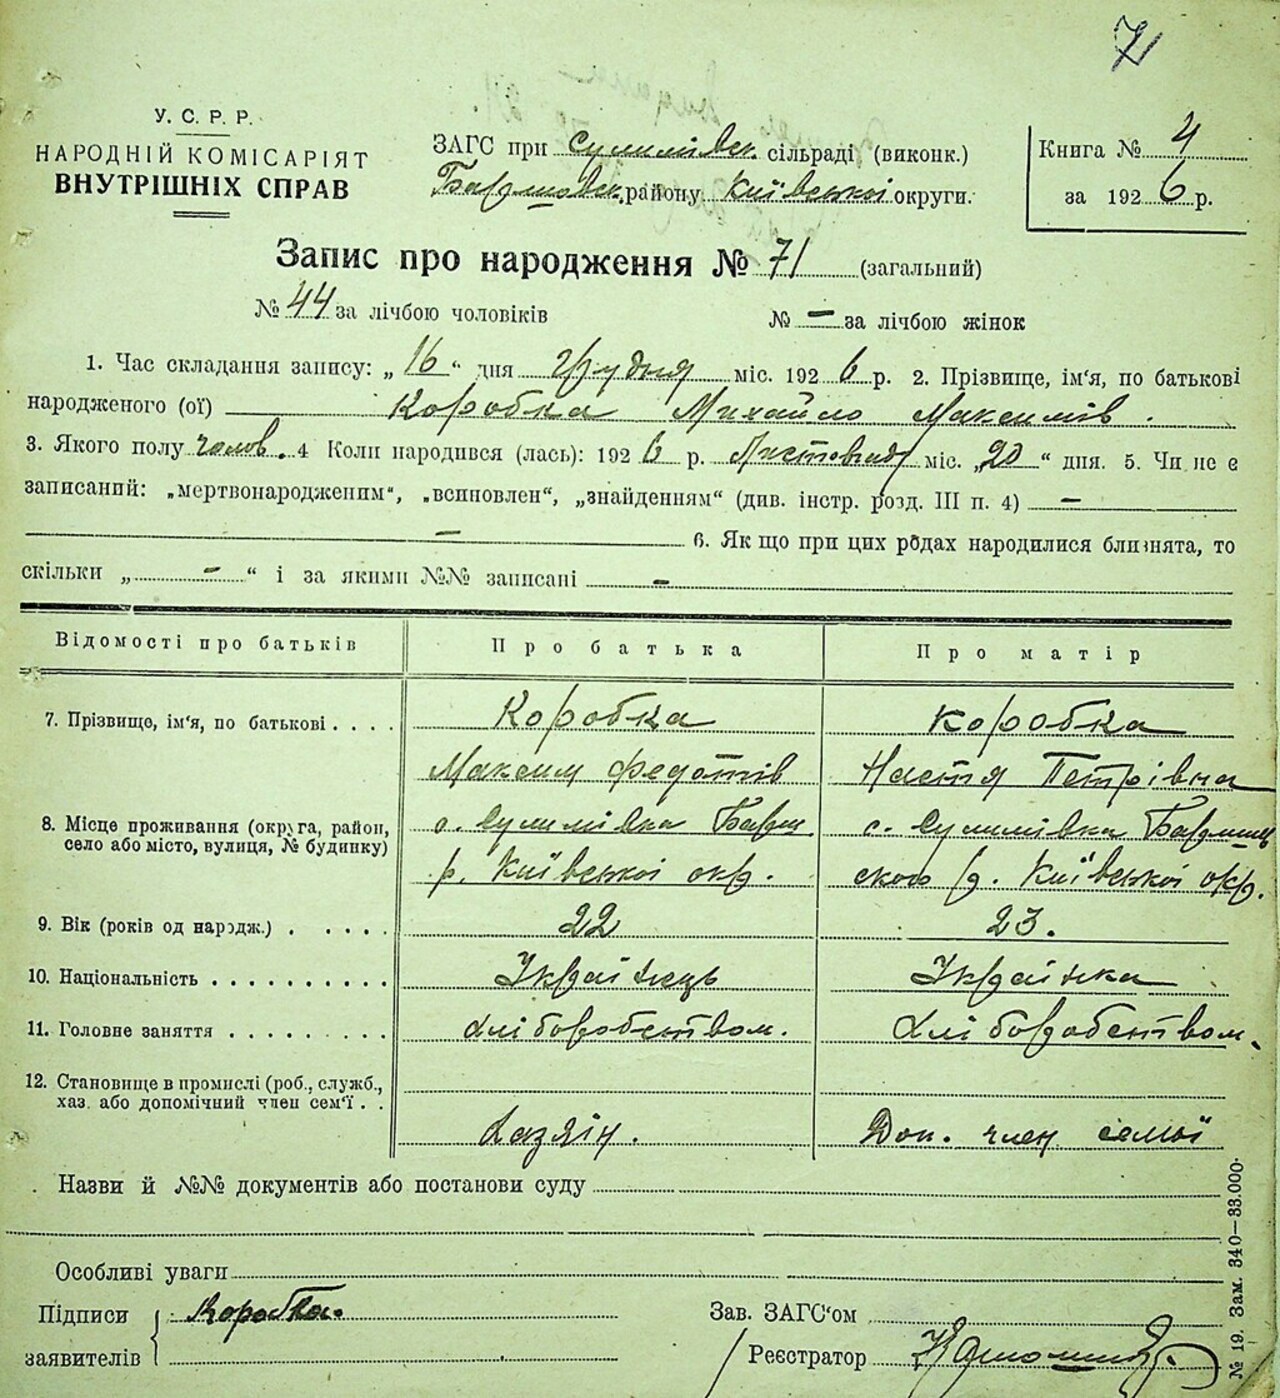 71
У. С. Р. Р.
НАРОДНІЙ КОМІСАРІЯТ
ВНУТРІШНІХ СПРАВ
ЗАГС при Сулимівск. сільраді (виконк.)
Баришовск. району Київської округи.
Книга № 4
за 1926 р.
Запис про народження № 71 (загальний)
№ 44 за лічбою чоловіків № — за лічбою жінок
1. Час складання запису: „16“ дня грудня міс. 1926 р. 2. Прізвище, ім'я, по батькові
народженого (ої) Коробка Михайло Максимів.
3. Якого полу чолов. 4 Коли народився (лась): 1926 р. Листопад міс. „20“ дня. 5. Чи не є
записаний: „мертвонародженим“, „всиновлен“, „знайденням“ (див. інстр. розд. III п. 4) —
— 6. Як що при цих родах народилися близнята, то
скільки „ — “ і за якими №№ записані —
Відомості про батьків Про батька Про матір
7. Прізвище, ім'я, по батькові . . . . Коробка Коробка
Максим Федотів Настя Петрівна
8. Місце проживання (округа, район, с. Сулимівка Бариш. с. Сулимівка Баришів
село або місто, вулиця, № будинку) р. Київської окр. ского р. Київської окр.
9. Вік (років од народж.) . . . . . 22 23.
10. Національність . . . . . . . . . . Українець Українка
11. Головне заняття . . . . . . . . . Хліборобством. Хліборобством.
12. Становище в промислі (роб., служб.,
хаз. або допомічний член сем'ї . . Хазяїн. Доп. член семьї
Назви й №№ документів або постанови суду
Особливі уваги
Підписи Коробка. Зав. ЗАГС'ом
заявителів Реєстратор
№ 19. Зам. 340—33.000.